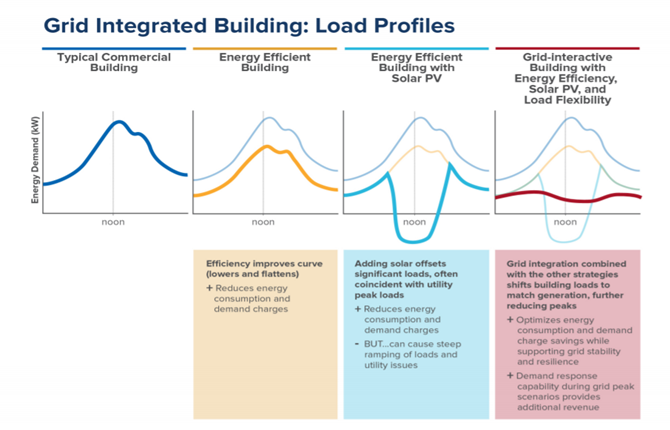 Grid Integrated Building: Load Profiles
Typical Commercial
Building
Energy Efficient
Building
Energy Efficient
Building with
Solar PV
Grid-interactive
Building with
Energy Efficiency,
Solar PV, and
Load Flexibility
Energy Demand (kW)
noon
noon
noon
noon
Efficiency improves curve
(lowers and flattens)
+ Reduces energy
consumption and
demand charges
Adding solar offsets
significant loads, often
coincident with utility
peak loads
+ Reduces energy
consumption and
demand charges
- BUT...can cause steep
ramping of loads and
utility issues
Grid integration combined
with the other strategies
shifts building loads to
match generation, further
reducing peaks
+ Optimizes energy
consumption and demand
charge savings while
supporting grid stability
and resilience
+ Demand response
capability during grid peak
scenarios provides
additional revenue